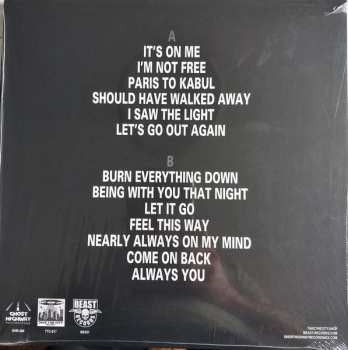 A
IT'S ON ME
I'M NOT FREE
PARIS TO KABUL
SHOULD HAVE WALKED AWAY
I SAW THE LIGHT
LET'S GO OUT AGAIN
B
BURN EVERYTHING DOWN
BEING WITH YOU THAT NIGHT
LET IT GO
FEEL THIS WAY
NEARLY ALWAYS ON MY MIND
COME ON BACK
ALWAYS YOU
GHOST
HIGHWAY
BEAST
RECORDS